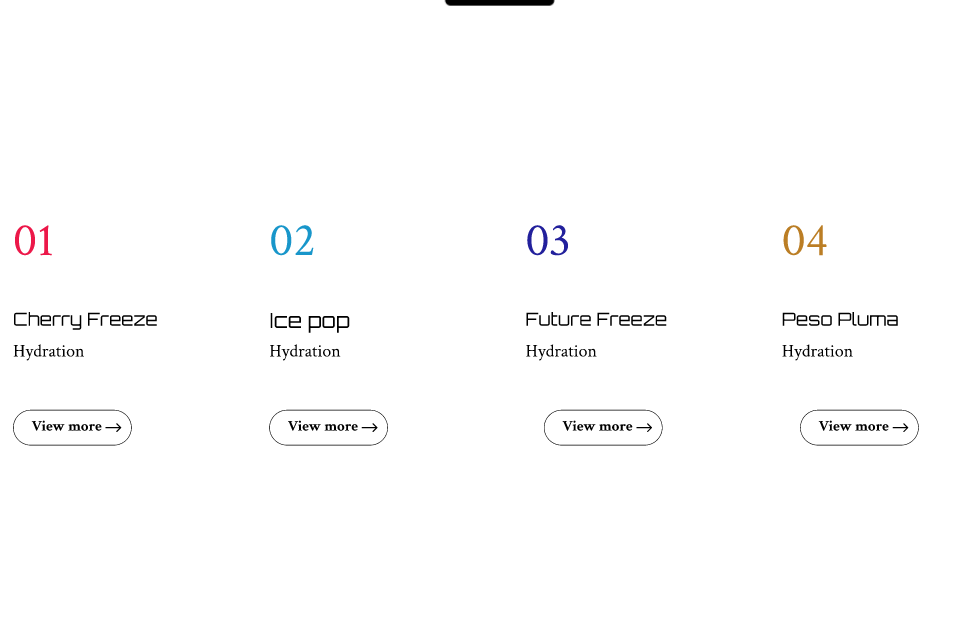 01
02
03
04
Cherry Freeze
Ice pop
Future Freeze
Peso Pluma
Hydration
Hydration
Hydration
Hydration
View more →
View more →
View more →
View more →